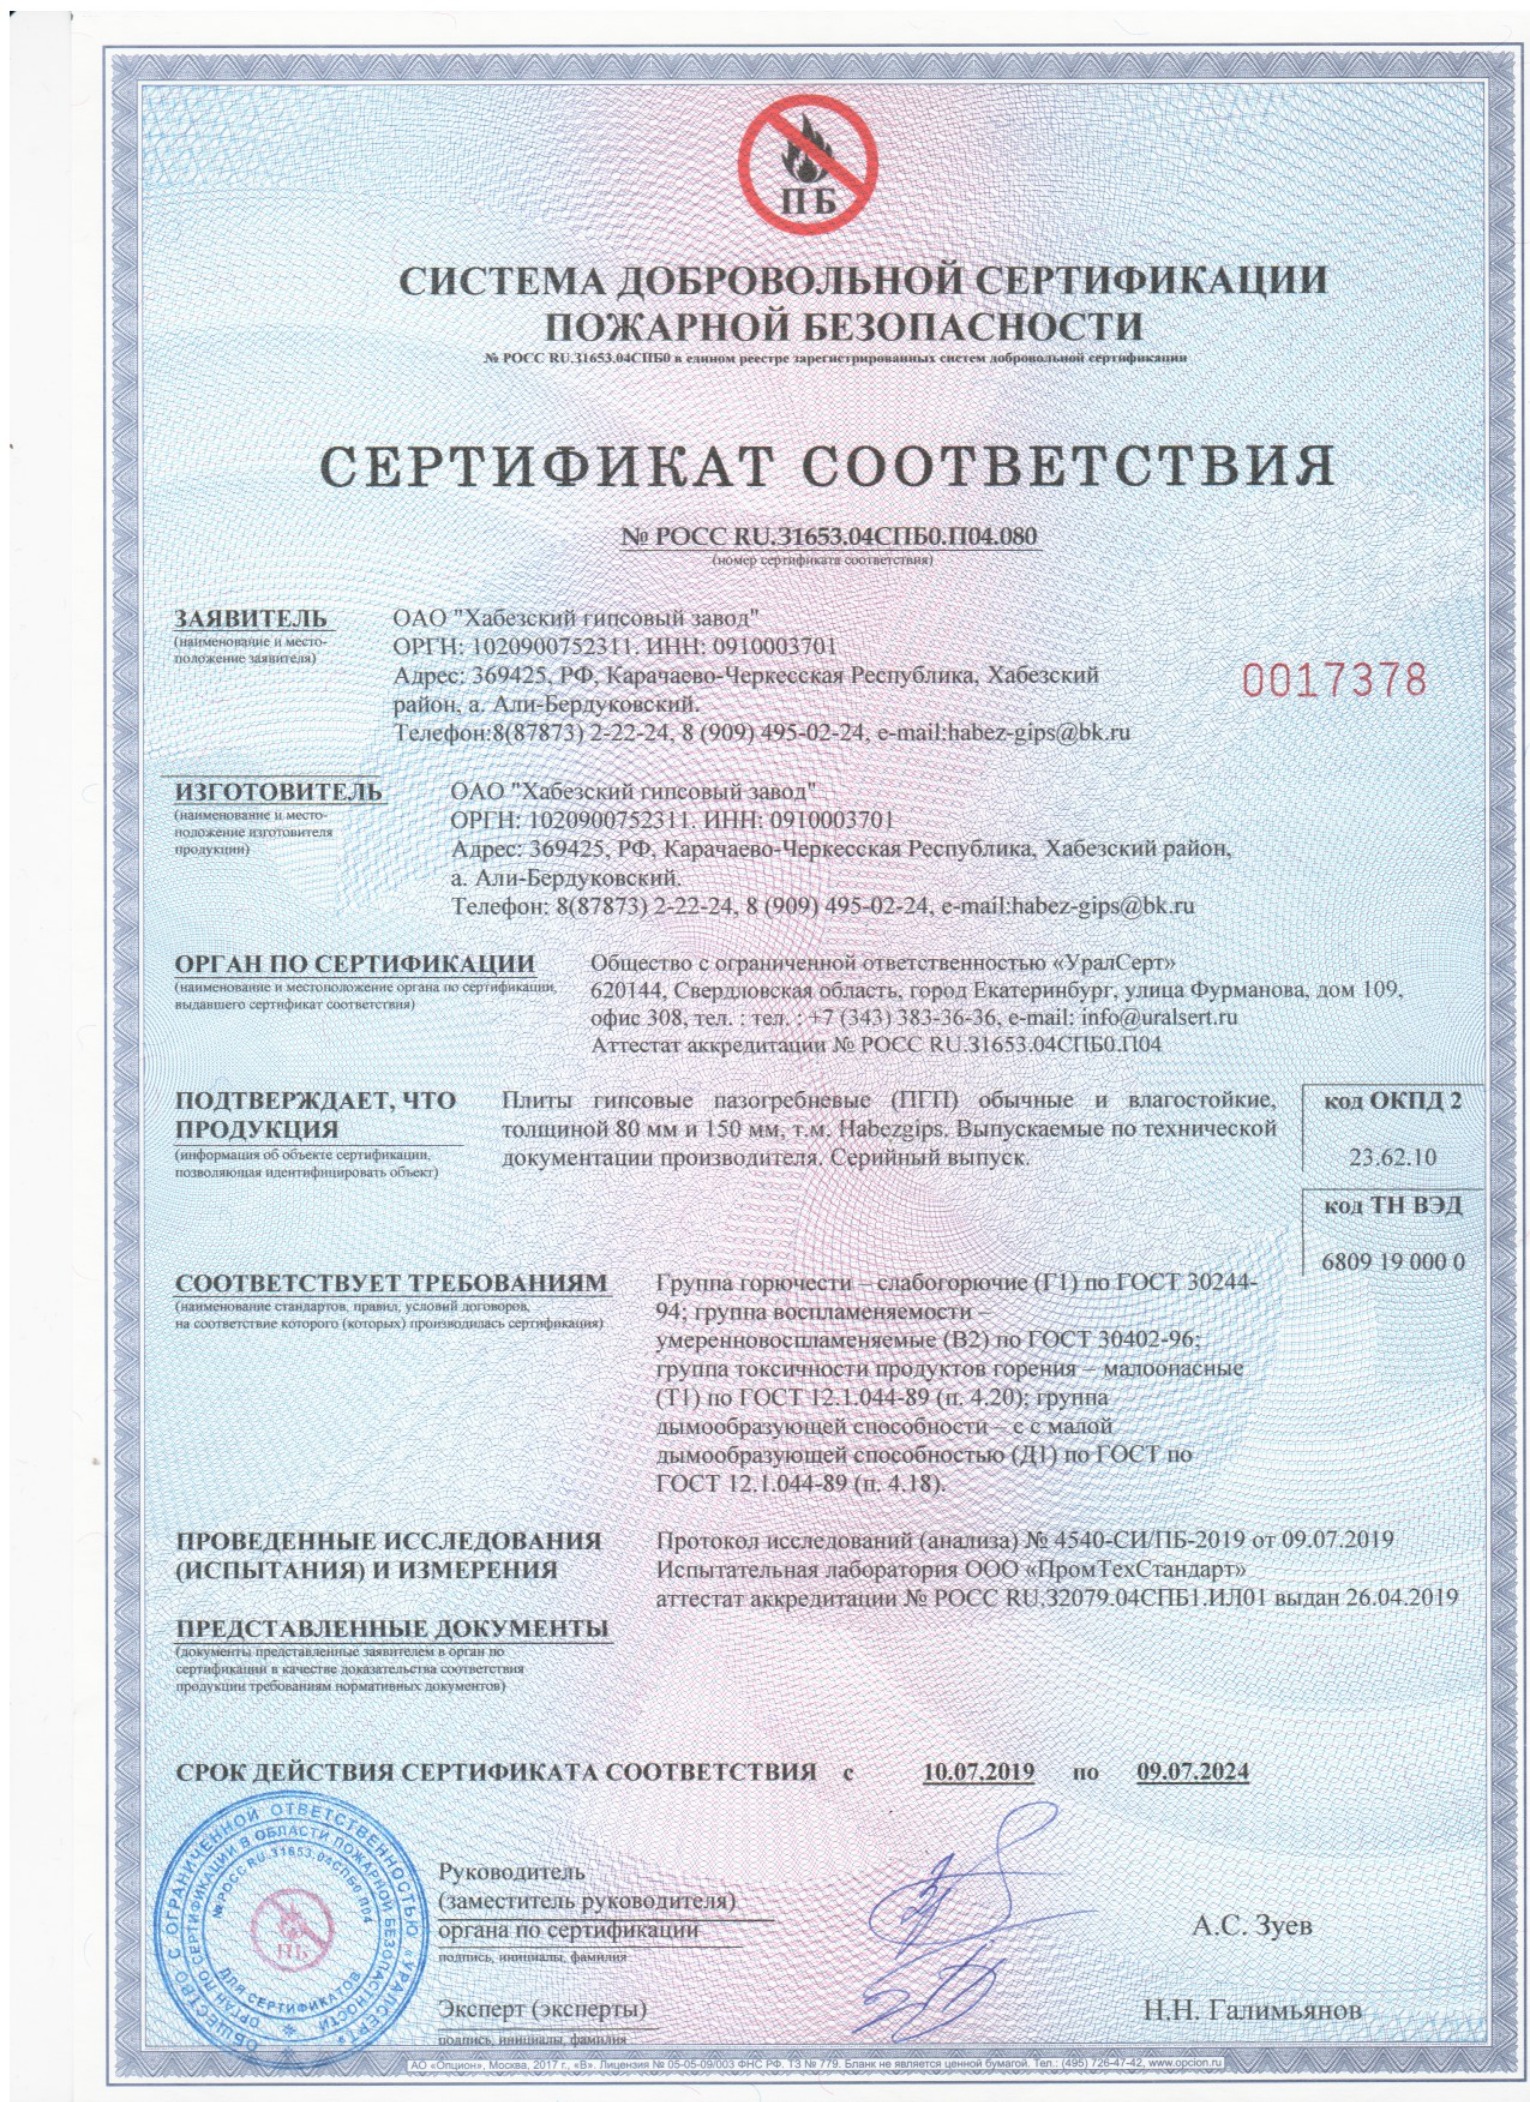 ПБ
СИСТЕМА ДОБРОВОЛЬНОЙ СЕРТИФИКАЦИИ
ПОЖАРНОЙ БЕЗОПАСНОСТИ
№ РОСС RU.31653.04СПБ0 в едином реестре зарегистрированных систем добровольной сертификации
СЕРТИФИКАТ СООТВЕТСТВИЯ
№ РОСС RU.31653.04СПБ0.П04.080
(номер сертификата соответствия)
ЗАЯВИТЕЛЬ
(наименование и место-
положение заявителя)
ОАО "Хабезский гипсовый завод"
ОРГН: 1020900752311. ИНН: 0910003701
Адрес: 369425, РФ, Карачаево-Черкесская Республика, Хабезский
район, а. Али-Бердуковский.
Телефон:8(87873) 2-22-24, 8 (909) 495-02-24, e-mail:habez-gips@bk.ru
0017378
ИЗГОТОВИТЕЛЬ
(наименование и место-
положение изготовителя
продукции)
ОАО "Хабезский гипсовый завод"
ОРГН: 1020900752311. ИНН: 0910003701
Адрес: 369425, РФ, Карачаево-Черкесская Республика, Хабезский район,
а. Али-Бердуковский.
Телефон: 8(87873) 2-22-24, 8 (909) 495-02-24, e-mail:habez-gips@bk.ru
ОРГАН ПО СЕРТИФИКАЦИИ
(наименование и местоположение органа по сертификации,
выдавшего сертификат соответствия)
Общество с ограниченной ответственностью «УралСерт»
620144, Свердловская область, город Екатеринбург, улица Фурманова, дом 109,
офис 308, тел. : тел. : +7 (343) 383-36-36, e-mail: info@uralsert.ru
Аттестат аккредитации № РОСС RU.31653.04СПБ0.П04
ПОДТВЕРЖДАЕТ, ЧТО
ПРОДУКЦИЯ
(информация об объекте сертификации,
позволяющая идентифицировать объект)
Плиты гипсовые пазогребневые (ПГП) обычные и влагостойкие,
толщиной 80 мм и 150 мм, т.м. Habezgips. Выпускаемые по технической
документации производителя. Серийный выпуск.
код ОКПД 2
23.62.10
код ТН ВЭД
6809 19 000 0
СООТВЕТСТВУЕТ ТРЕБОВАНИЯМ
(наименование стандартов, правил, условий договоров,
на соответствие которого (которых) производилась сертификация)
Группа горючести – слабогорючие (Г1) по ГОСТ 30244-
94; группа воспламеняемости –
умеренновоспламеняемые (В2) по ГОСТ 30402-96;
группа токсичности продуктов горения – малоопасные
(Т1) по ГОСТ 12.1.044-89 (п. 4.20); группа
дымообразующей способности – с с малой
дымообразующей способностью (Д1) по ГОСТ по
ГОСТ 12.1.044-89 (п. 4.18).
ПРОВЕДЕННЫЕ ИССЛЕДОВАНИЯ
(ИСПЫТАНИЯ) И ИЗМЕРЕНИЯ
Протокол исследований (анализа) № 4540-СИ/ПБ-2019 от 09.07.2019
Испытательная лаборатория ООО «ПромТехСтандарт»
аттестат аккредитации № РОСС RU.32079.04СПБ1.ИЛ01 выдан 26.04.2019
ПРЕДСТАВЛЕННЫЕ ДОКУМЕНТЫ
(документы представленные заявителем в орган по
сертификации в качестве доказательства соответствия
продукции требованиям нормативных документов)
СРОК ДЕЙСТВИЯ СЕРТИФИКАТА СООТВЕТСТВИЯ с 10.07.2019 по 09.07.2024
ОБЩЕСТВО С ОГРАНИЧЕННОЙ ОТВЕТСТВЕННОСТЬЮ «УРАЛСЕРТ»
ОРГАН ПО СЕРТИФИКАЦИИ В ОБЛАСТИ ПОЖАРНОЙ БЕЗОПАСНОСТИ
№РОСС RU.31653.04СПБ0.П04
ДЛЯ СЕРТИФИКАТОВ
ПБ
Руководитель
(заместитель руководителя)
органа по сертификации
подпись, инициалы, фамилия
А.С. Зуев
Эксперт (эксперты)
подпись, инициалы, фамилия
Н.Н. Галимьянов
АО «Опцион», Москва, 2017 г., «В». Лицензия № 05-05-09/003 ФНС РФ. ТЗ № 779. Бланк не является ценной бумагой. Тел.: (495) 726-47-42, www.opcion.ru